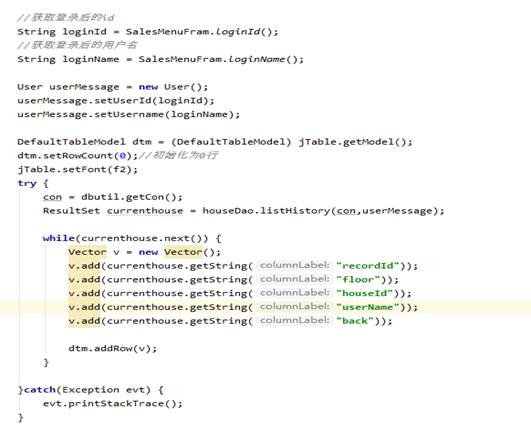 //获取登录后的id
String loginId = SalesMenuFram.loginId();
//获取登录后的用户名
String loginName = SalesMenuFram.loginName();
User userMessage = new User();
userMessage.setUserId(loginId);
userMessage.setUsername(loginName);
DefaultTableModel dtm = (DefaultTableModel) jTable.getModel();
dtm.setRowCount(0);//初始化为0行
jTable.setFont(f2);
try {
con = dbutil.getCon();
ResultSet currenthouse = houseDao.listHistory(con,userMessage);
while(currenthouse.next()) {
Vector v = new Vector();
v.add(currenthouse.getString( columnLabel: "recordId"));
v.add(currenthouse.getString( columnLabel: "floor"));
v.add(currenthouse.getString( columnLabel: "houseId"));
v.add(currenthouse.getString( columnLabel: "userName"));
v.add(currenthouse.getString( columnLabel: "back"));
dtm.addRow(v);
}
}catch(Exception evt) {
evt.printStackTrace();
}